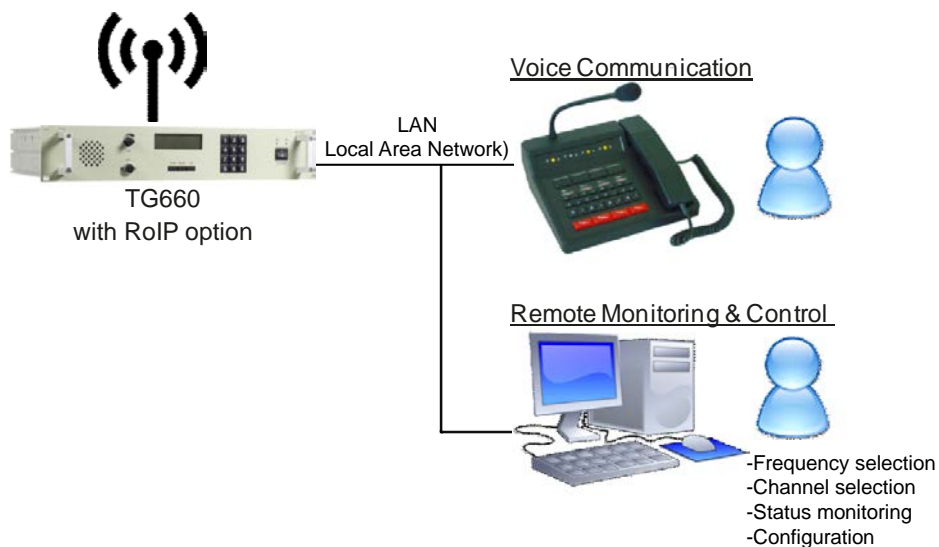 Voice Communication
LAN
Local Area Network)
TG660
with RoIP option
Remote Monitoring & Control
-Frequency selection
-Channel selection
-Status monitoring
-Configuration